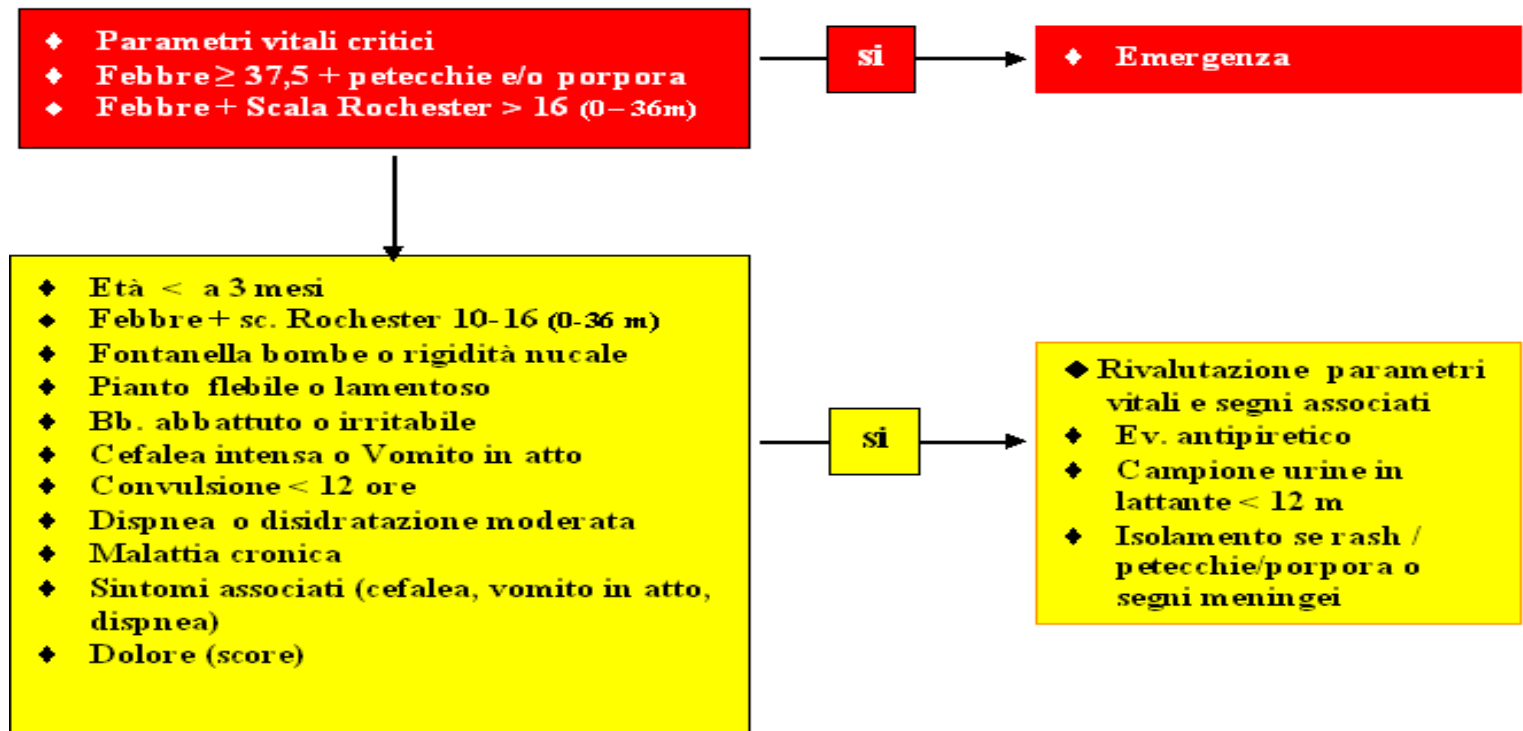 ◆ Parametri vitali critici
◆ Febbre ≥ 37,5 + petecchie e/o porpora
◆ Febbre + Scala Rochester > 16 (0–36m)
si
◆ Emergenza
◆ Età < a 3 mesi
◆ Febbre + sc. Rochester 10-16 (0-36 m)
◆ Fontanella bombe o rigidità nucale
◆ Pianto flebile o lamentoso
◆ Bb. abbattuto o irritabile
◆ Cefalea intensa o Vomito in atto
◆ Convulsione < 12 ore
◆ Dispnea o disidratazione moderata
◆ Malattia cronica
◆ Sintomi associati (cefalea, vomito in atto,
dispnea)
◆ Dolore (score)
si
◆ Rivalutazione parametri
vitali e segni associati
◆ Ev. antipiretico
◆ Campione urine in
lattante < 12 m
◆ Isolamento se rash /
petecchie/porpora o
segni meningei